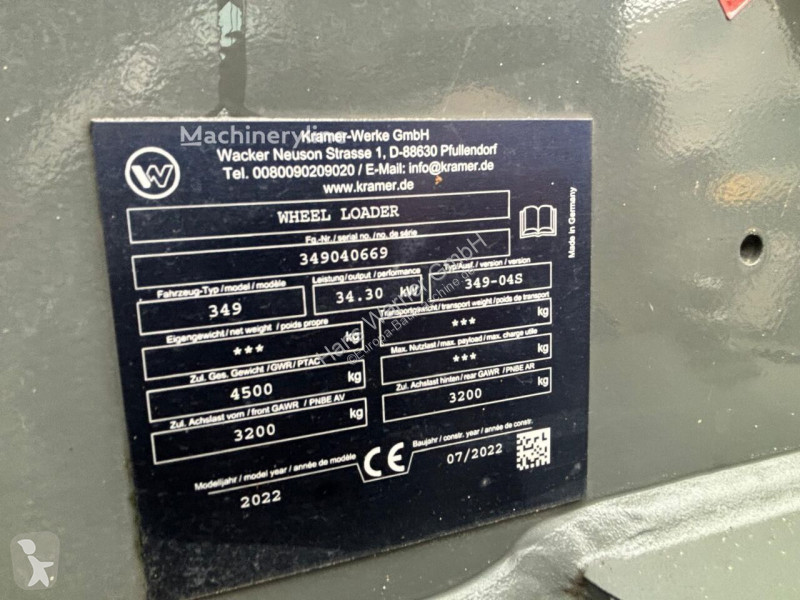 Machineryline
Kramer-Werke GmbH
Wacker Neuson Strasse 1, D-88630 Pfullendorf
Tel. 0080090209020 / E-Mail: info@kramer.de
www.kramer.de
WHEEL LOADER
Fg.-Nr./ serial no. /no. de série
349040669
Fahrzeug-Typ / model / modèle
349
Leistung / output / performance
34.30 kW
Typ/Ausf. / version / version
349-04S
Made in Germany
Eigengewicht / net weight / poids propre
*** kg
Transportgewicht / transport weight / poids de transport
*** kg
Zul. Ges. Gewicht / GWR / PTAC
4500 kg
Max. Nutzlast / max. payload / max. charge utile
*** kg
Zul. Achslast vorn / front GAWR / PNBE AV
3200 kg
Zul. Achslast hinten / rear GAWR / PNBE AR
3200 kg
Modelljahr / model year / année de modèle
2022
CE
Baujahr / constr. year / année de constr.
07/2022
Hans Werner GmbH